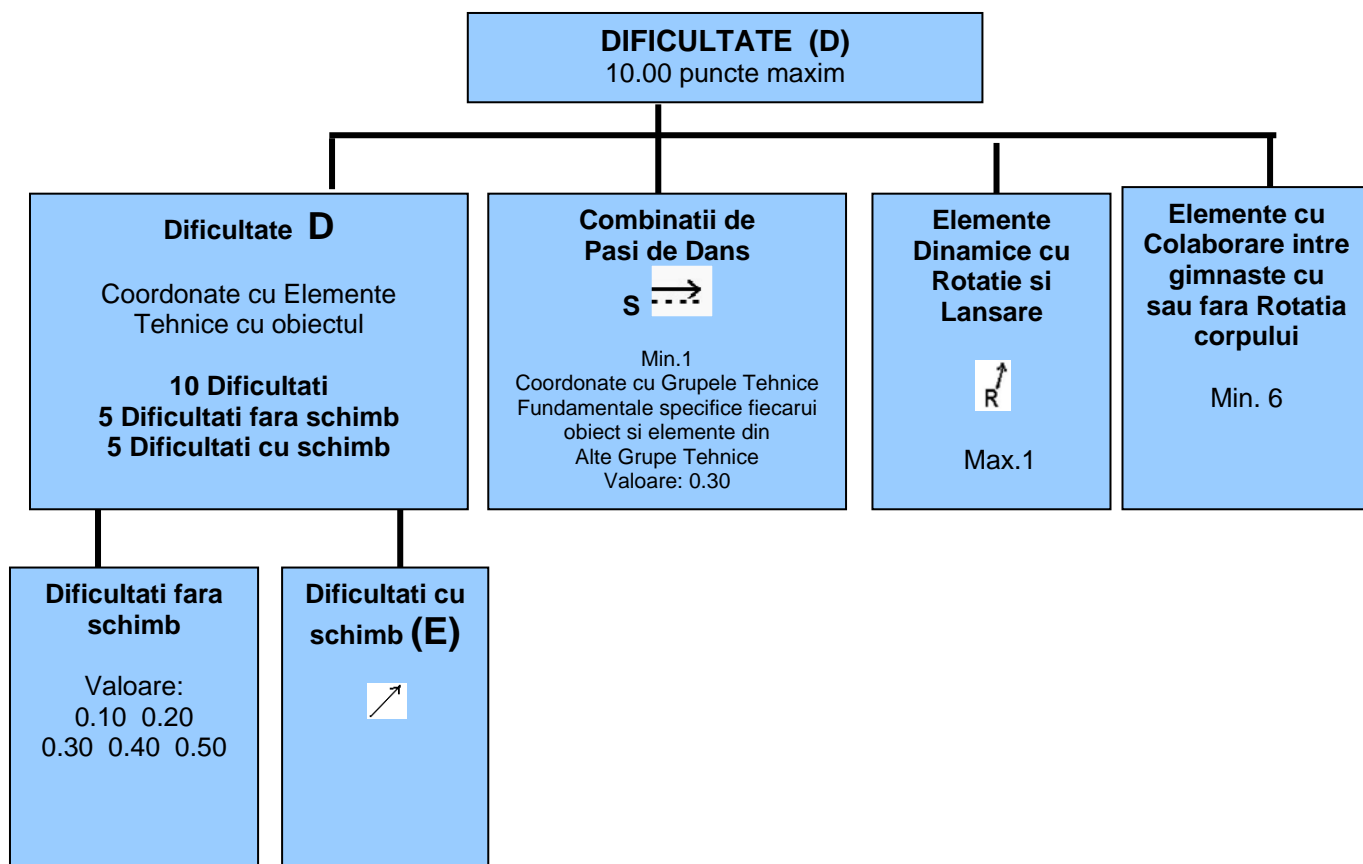 DIFICULTATE (D)
10.00 puncte maxim
Dificultate D
Coordonate cu Elemente
Tehnice cu obiectul
10 Dificultati
5 Dificultati fara schimb
5 Dificultati cu schimb
Combinatii de
Pasi de Dans
S
Min.1
Coordonate cu Grupele Tehnice
Fundamentale specifice fiecarui
obiect si elemente din
Alte Grupe Tehnice
Valoare: 0.30
Elemente
Dinamice cu
Rotatie si
Lansare
R
Max.1
Elemente cu
Colaborare intre
gimnaste cu
sau fara Rotatia
corpului
Min. 6
Dificultati fara
schimb
Valoare:
0.10 0.20
0.30 0.40 0.50
Dificultati cu
schimb (E)